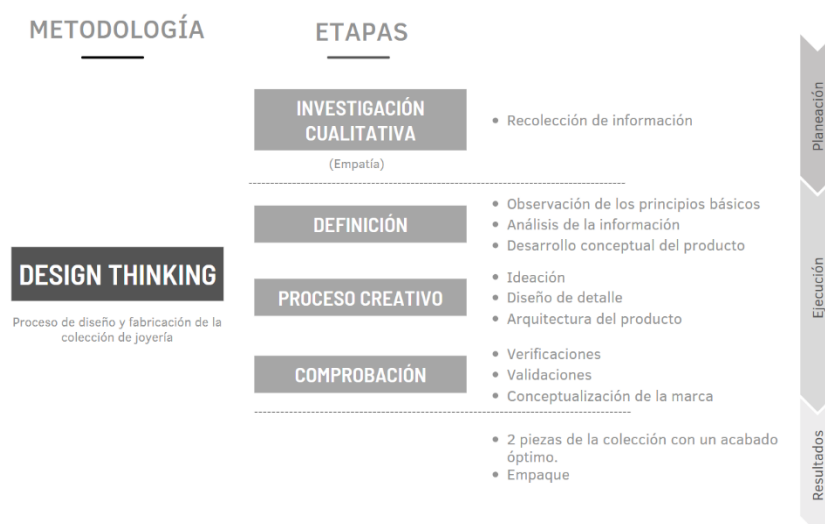 METODOLOGÍA
ETAPAS
INVESTIGACIÓN
CUALITATIVA
(Empatía)
• Recolección de información
Planeación
DEFINICIÓN
• Observación de los principios básicos
• Análisis de la información
• Desarrollo conceptual del producto
DESIGN THINKING
Proceso de diseño y fabricación de la
colección de joyería
PROCESO CREATIVO
• Ideación
• Diseño de detalle
• Arquitectura del producto
Ejecución
COMPROBACIÓN
• Verificaciones
• Validaciones
• Conceptualización de la marca
• 2 piezas de la colección con un acabado
óptimo.
• Empaque
Resultados